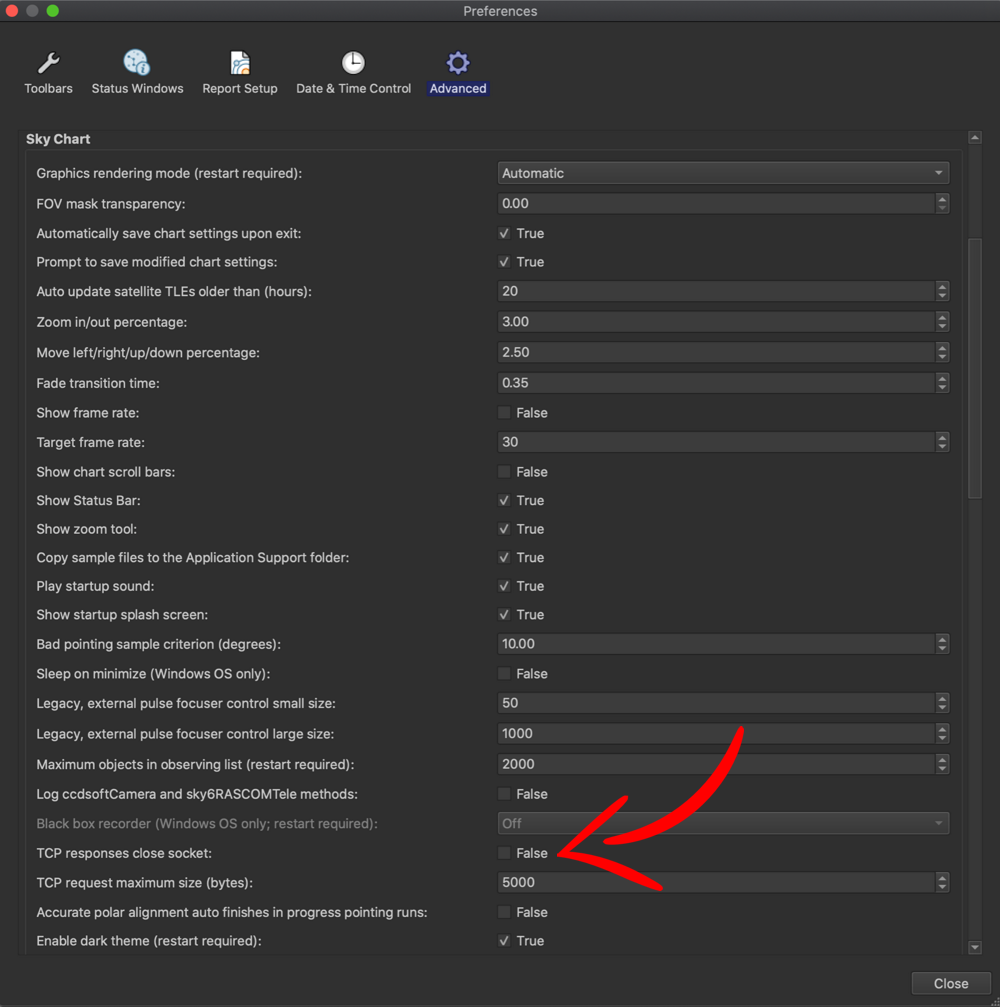 Preferences
Toolbars Status Windows Report Setup Date & Time Control Advanced
Sky Chart
Graphics rendering mode (restart required): Automatic
FOV mask transparency: 0.00
Automatically save chart settings upon exit: True
Prompt to save modified chart settings: True
Auto update satellite TLEs older than (hours): 20
Zoom in/out percentage: 3.00
Move left/right/up/down percentage: 2.50
Fade transition time: 0.35
Show frame rate: False
Target frame rate: 30
Show chart scroll bars: False
Show Status Bar: True
Show zoom tool: True
Copy sample files to the Application Support folder: True
Play startup sound: True
Show startup splash screen: True
Bad pointing sample criterion (degrees): 10.00
Sleep on minimize (Windows OS only): False
Legacy, external pulse focuser control small size: 50
Legacy, external pulse focuser control large size: 1000
Maximum objects in observing list (restart required): 2000
Log ccdsoftCamera and sky6RASCOMTele methods: False
Black box recorder (Windows OS only; restart required): Off
TCP responses close socket: False
TCP request maximum size (bytes): 5000
Accurate polar alignment auto finishes in progress pointing runs: False
Enable dark theme (restart required): True
Close